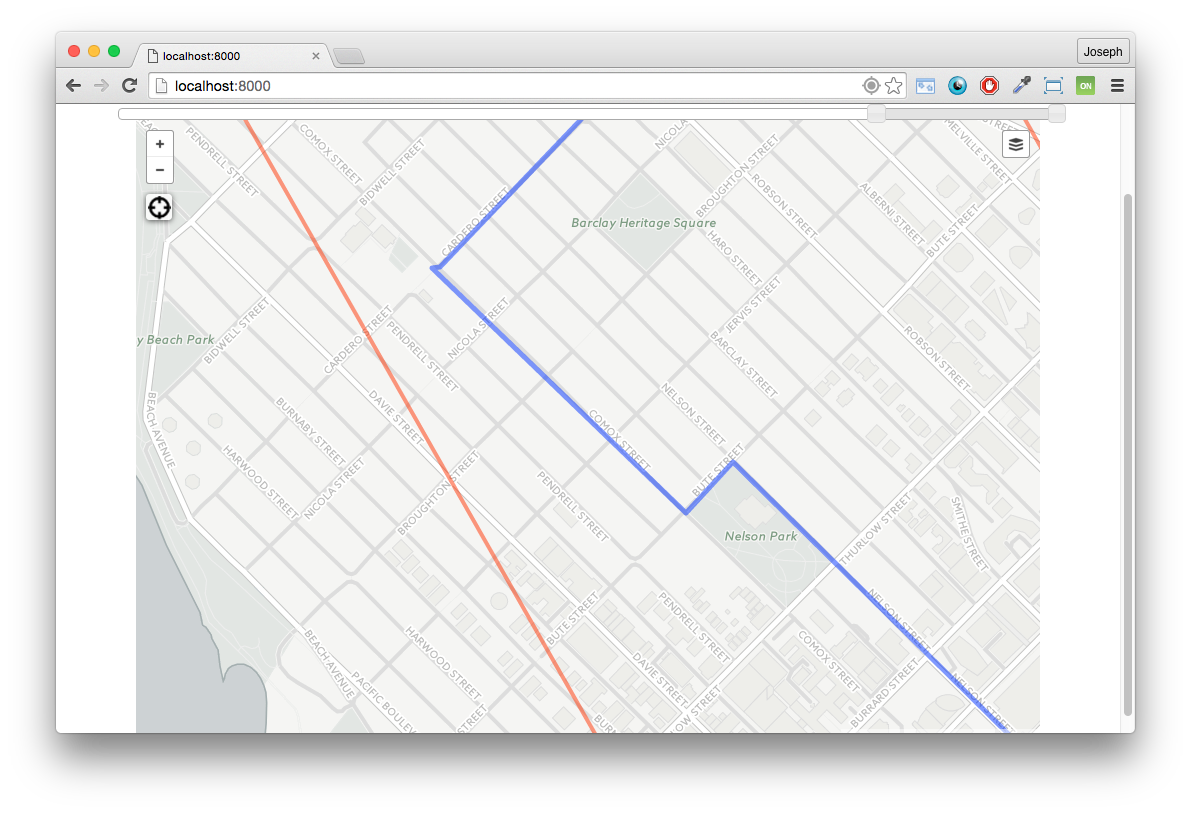 localhost:8000
Joseph
localhost:8000
ON
+
−
PENDRELL STREET
COMOX STREET
BIDWELL STREET
CARDERO STREET
NICOLA
BROUGHTON STREET
ROBSON STREET
MELVILLE STREET
ALBERNI STREET
BUTE STREET
Barclay Heritage Square
HARO STREET
JERVIS STREET
y Beach Park
BIDWELL STREET
CARDERO STREET
PENDRELL STREET
NICOLA STREET
BARCLAY STREET
ROBSON STREET
BEACH AVENUE
BURNABY STREET
DAVIE STREET
NELSON STREET
COMOX STREET
HARWOOD STREET
NICOLA STREET
BROUGHTON STREET
PENDRELL STREET
BUTE STREET
Nelson Park
THURLOW STREET
SMITHE STREET
NELSON STREET
BUTE STREET
PENDRELL STREET
COMOX STREET
BEACH AVENUE
HARWOOD STREET
DAVIE STREET
BURRARD STREET
NELSON STREET
PACIFIC BOULEV
STREET
BURN
LOW STREET